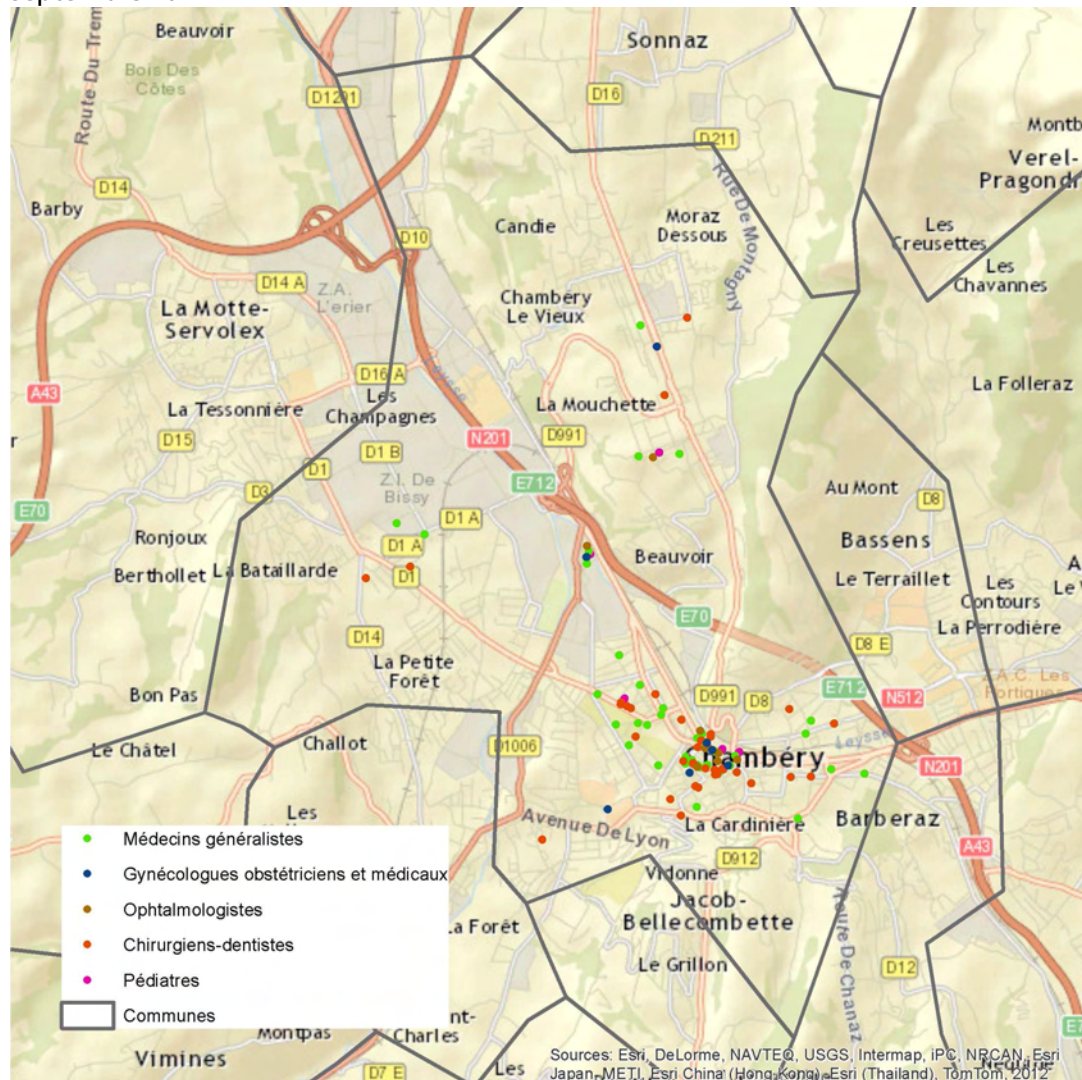 Beauvoir
Sonnaz
Bois Des
Côtes
Route Du Trem
D1201
D16
D211
Montb
Verel-
Pragondr
D14
Barby
Rue De Montagny
Candie
Moraz
Dessous
Les
Creusettes
D10
Les
Chavannes
D14 A
Z.A.
L'erier
La Motte-
Servolex
Chambéry
Le Vieux
Leysse
D16 A
A43
Les
Champagnes
La Folleraz
La Tessonnière
La Mouchette
D15
N201
D991
D1 B
D1
Z.I. De
Bissy
E712
D3
Au Mont
D8
E70
D1 A
Ronjoux
D1 A
Bassens
Beauvoir
Berthollet
La Bataillarde
D1
Le Terraillet
Les
Contours
La Perrodière
E70
D14
D8 E
La Petite
Forêt
Z.A.C. Les
Portiques
Bon Pas
D991
D8
E712
N512
Le Châtel
Challot
D1006
Leysse
Chambéry
N201
Les
Avenue De Lyon
La Cardinière
Barberaz
A43
D912
Vidonne
Jacob-
Bellecombette
La Forêt
Route De Chanaz
Le Grillon
D12
Médecins généralistes
Gynécologues obstétriciens et médicaux
Ophtalmologistes
Chirurgiens-dentistes
Pédiatres
Communes
Montpas
nt-
Charles
Vimines
D7 E
Les
Sources: Esri, DeLorme, NAVTEQ, USGS, Intermap, iPC, NRCAN, Esri
Japan, METI, Esri China (Hong Kong), Esri (Thailand), TomTom, 2012